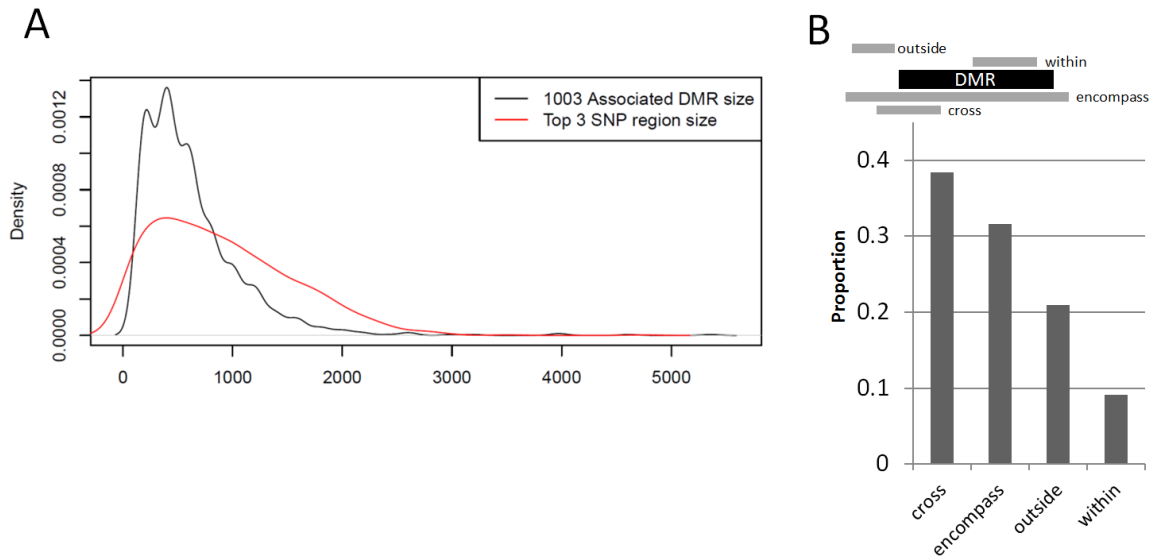 A
Density
0.0000
0.0004
0.0008
0.0012
1003 Associated DMR size
Top 3 SNP region size
0
1000
2000
3000
4000
5000
B
outside
within
DMR
encompass
cross
Proportion
0.4
0.3
0.2
0.1
0
cross
encompass
outside
within